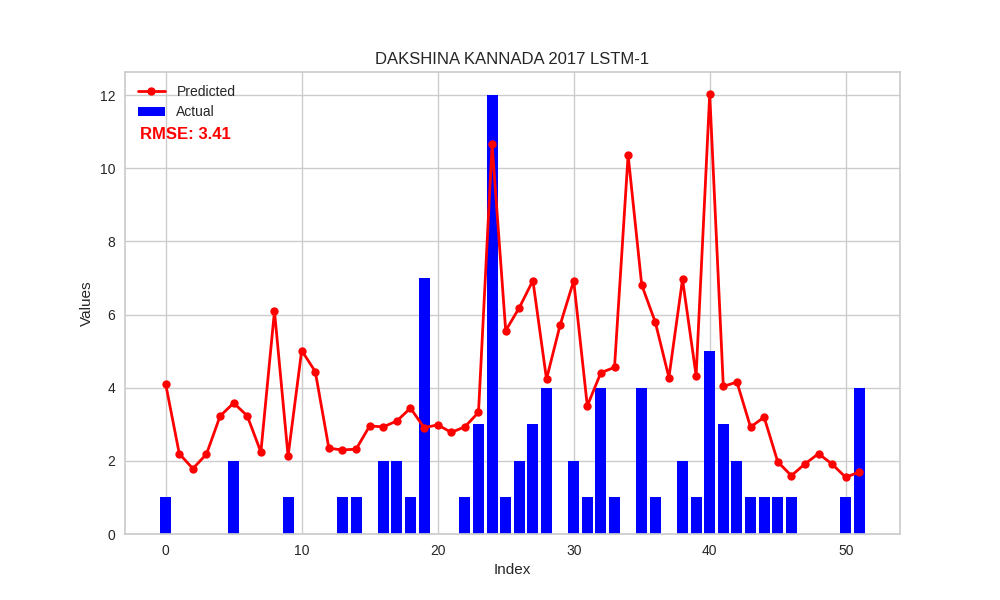 DAKSHINA KANNADA 2017 LSTM-1
Predicted
Actual
RMSE: 3.41
12
10
8
6
4
2
0
Values
0 10 20 30 40 50
Index